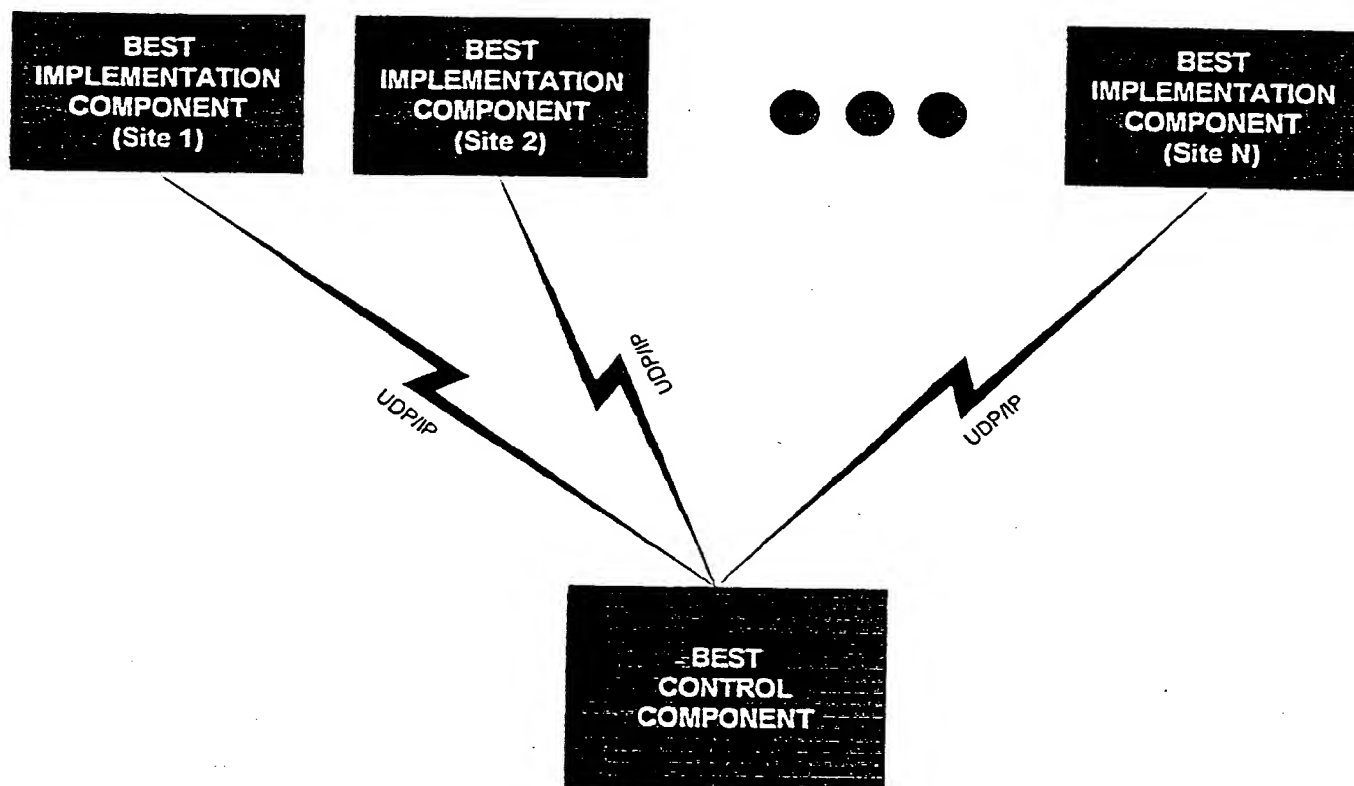 BEST
IMPLEMENTATION
COMPONENT
(Site 1)
BEST
IMPLEMENTATION
COMPONENT
(Site 2)
BEST
IMPLEMENTATION
COMPONENT
(Site N)
UDP/IP
UDP/IP
UDP/IP
BEST
CONTROL
COMPONENT